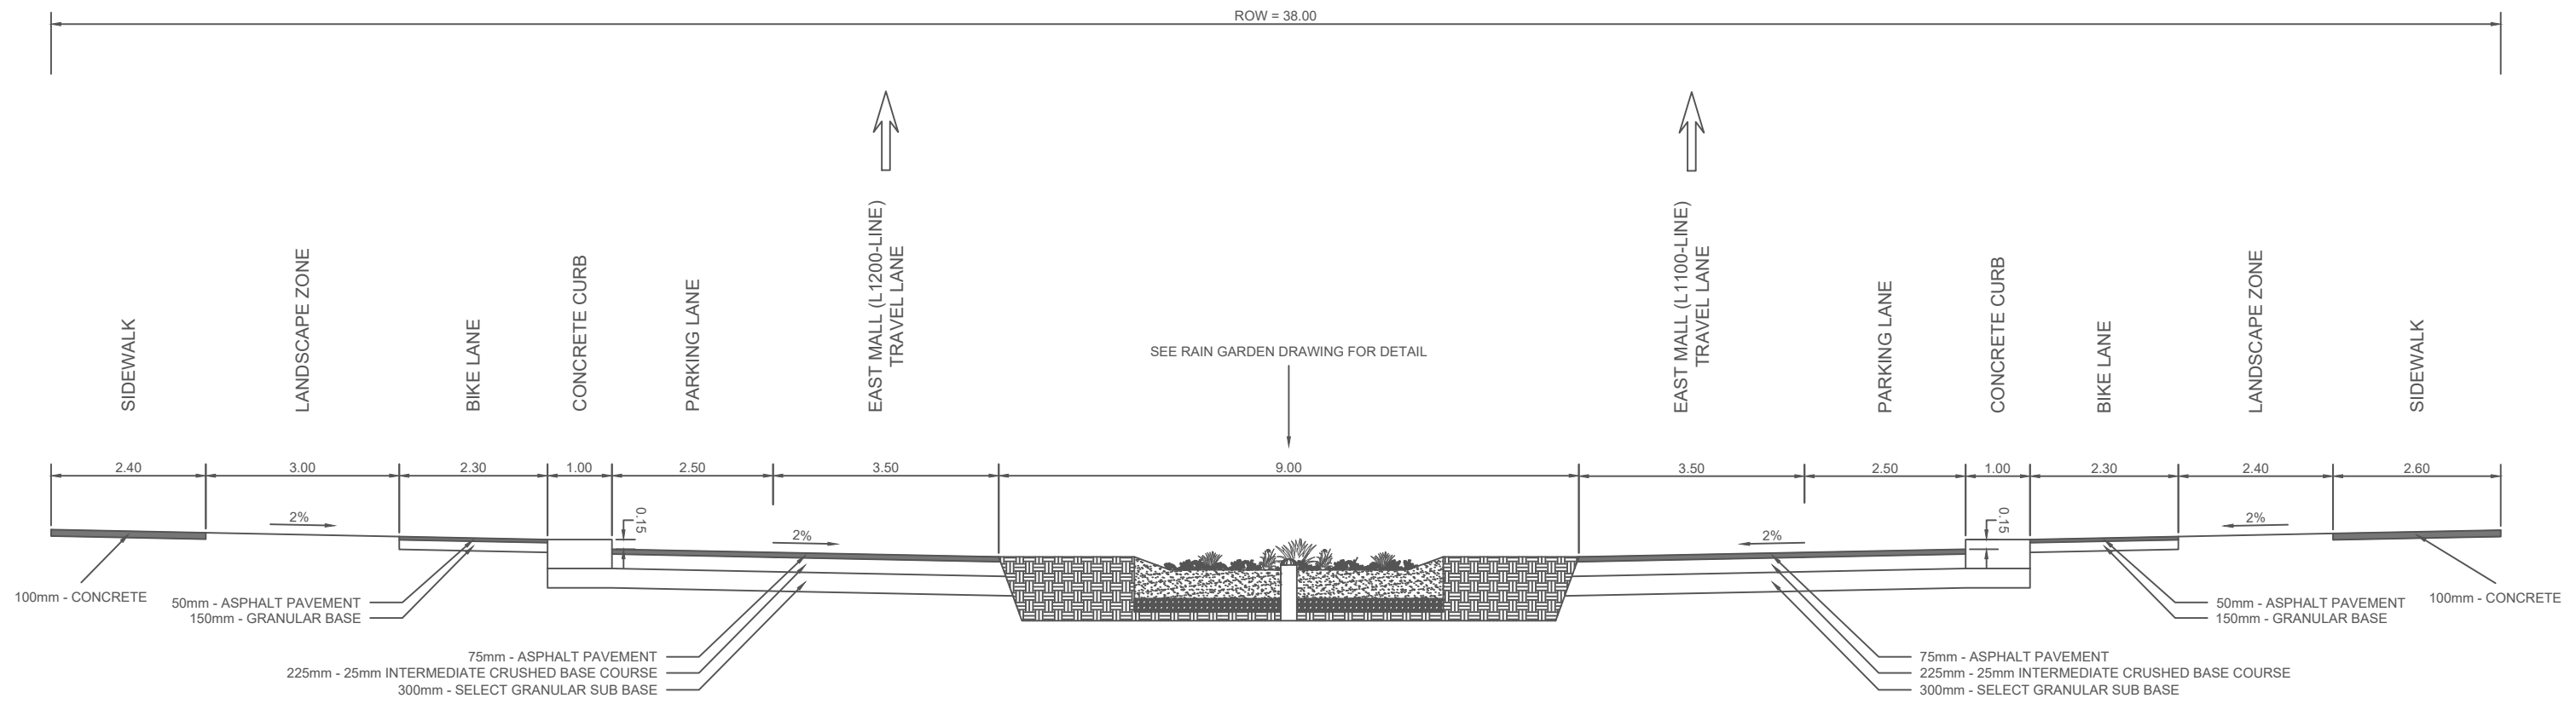 ROW = 38.00
SIDEWALK
LANDSCAPE ZONE
BIKE LANE
CONCRETE CURB
PARKING LANE
EAST MALL (L1200-LINE)
TRAVEL LANE
SEE RAIN GARDEN DRAWING FOR DETAIL
EAST MALL (L1100-LINE)
TRAVEL LANE
PARKING LANE
CONCRETE CURB
BIKE LANE
LANDSCAPE ZONE
SIDEWALK
2.40
3.00
2.30
1.00
2.50
3.50
9.00
3.50
2.50
1.00
2.30
2.40
2.60
2%
0.15
2%
2%
0.15
2%
100mm - CONCRETE
50mm - ASPHALT PAVEMENT
150mm - GRANULAR BASE
75mm - ASPHALT PAVEMENT
225mm - 25mm INTERMEDIATE CRUSHED BASE COURSE
300mm - SELECT GRANULAR SUB BASE
50mm - ASPHALT PAVEMENT
150mm - GRANULAR BASE
100mm - CONCRETE
75mm - ASPHALT PAVEMENT
225mm - 25mm INTERMEDIATE CRUSHED BASE COURSE
300mm - SELECT GRANULAR SUB BASE